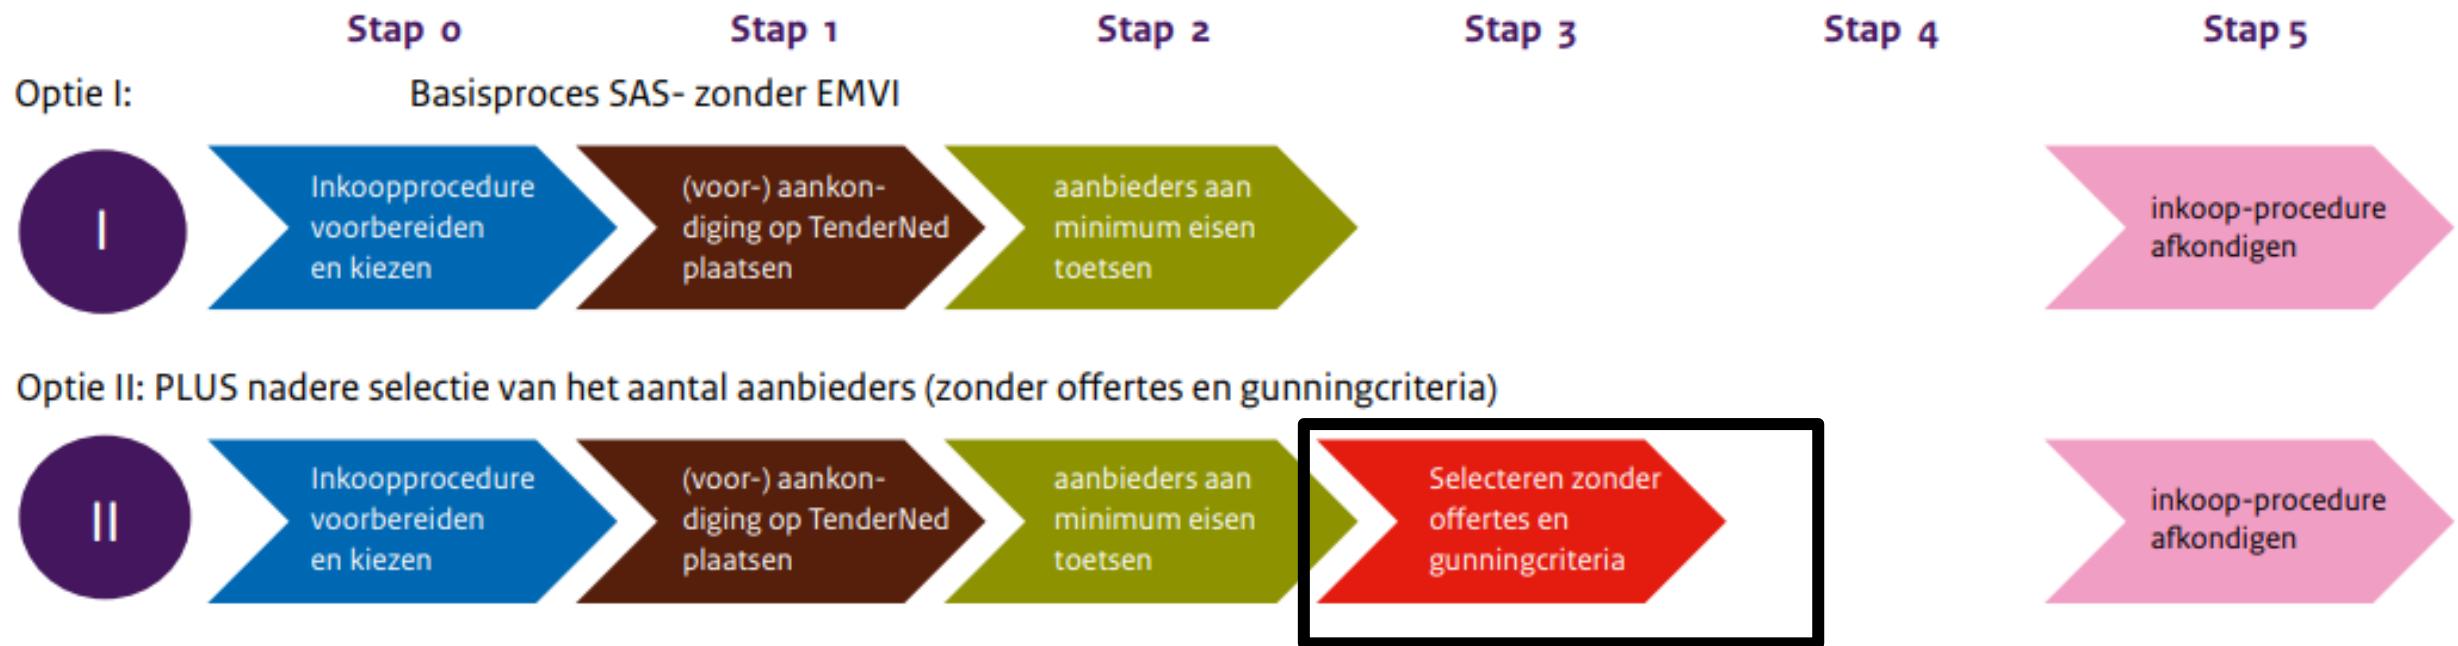 Stap 0 Stap 1 Stap 2 Stap 3 Stap 4 Stap 5
Optie I: Basisproces SAS- zonder EMVI
I
Inkoopprocedure
voorbereiden
en kiezen
(voor-) aankon-
diging op TenderNed
plaatsen
aanbieders aan
minimum eisen
toetsen
inkoop-procedure
afkondigen
Optie II: PLUS nadere selectie van het aantal aanbieders (zonder offertes en gunningcriteria)
II
Inkoopprocedure
voorbereiden
en kiezen
(voor-) aankon-
diging op TenderNed
plaatsen
aanbieders aan
minimum eisen
toetsen
Selecteren zonder
offertes en
gunningcriteria
inkoop-procedure
afkondigen